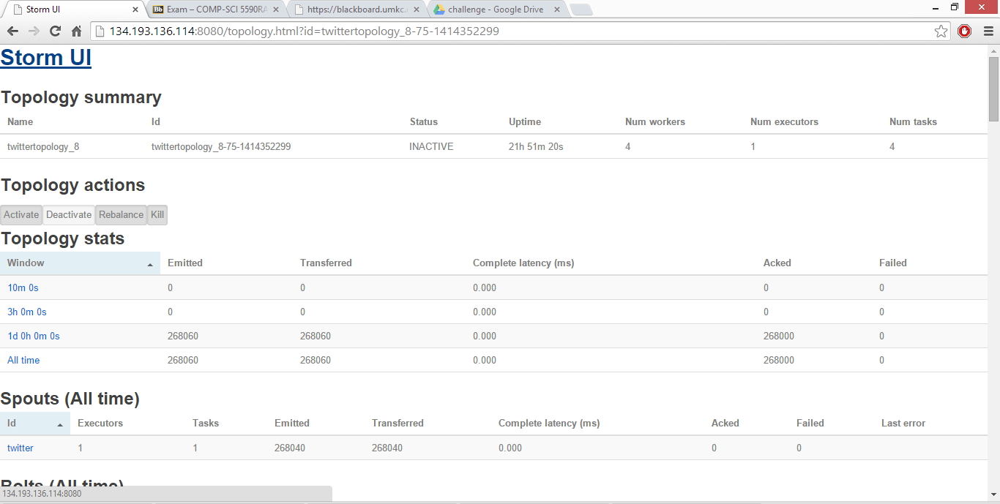 Storm UI Exam – COMP-SCI 5590RA https://blackboard.umkc. challenge - Google Drive
134.193.136.114:8080/topology.html?id=twittertopology_8-75-1414352299
Storm UI
Topology summary
Name Id Status Uptime Num workers Num executors Num tasks
twittertopology_8 twittertopology_8-75-1414352299 INACTIVE 21h 51m 20s 4 1 4
Topology actions
Activate Deactivate Rebalance Kill
Topology stats
Window Emitted Transferred Complete latency (ms) Acked Failed
10m 0s 0 0 0.000 0 0
3h 0m 0s 0 0 0.000 0 0
1d 0h 0m 0s 268060 268060 0.000 268000 0
All time 268060 268060 0.000 268000 0
Spouts (All time)
Id Executors Tasks Emitted Transferred Complete latency (ms) Acked Failed Last error
twitter 1 1 268040 268040 0.000 0 0
Bolts (All time)
134.193.136.114:8080